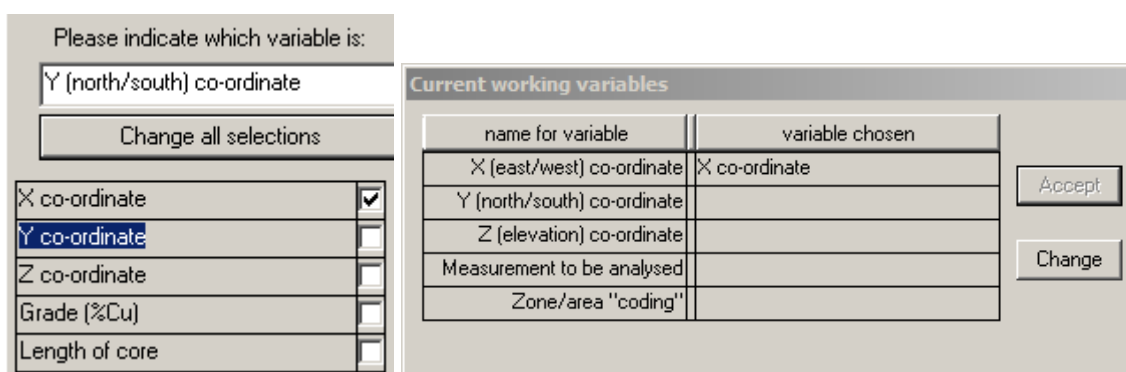 Please indicate which variable is:
Y (north/south) co-ordinate
Change all selections
X co-ordinate
Y co-ordinate
Z co-ordinate
Grade (%Cu)
Length of core
Current working variables
name for variable variable chosen
X (east/west) co-ordinate X co-ordinate
Y (north/south) co-ordinate
Z (elevation) co-ordinate
Measurement to be analysed
Zone/area "coding"
Accept
Change